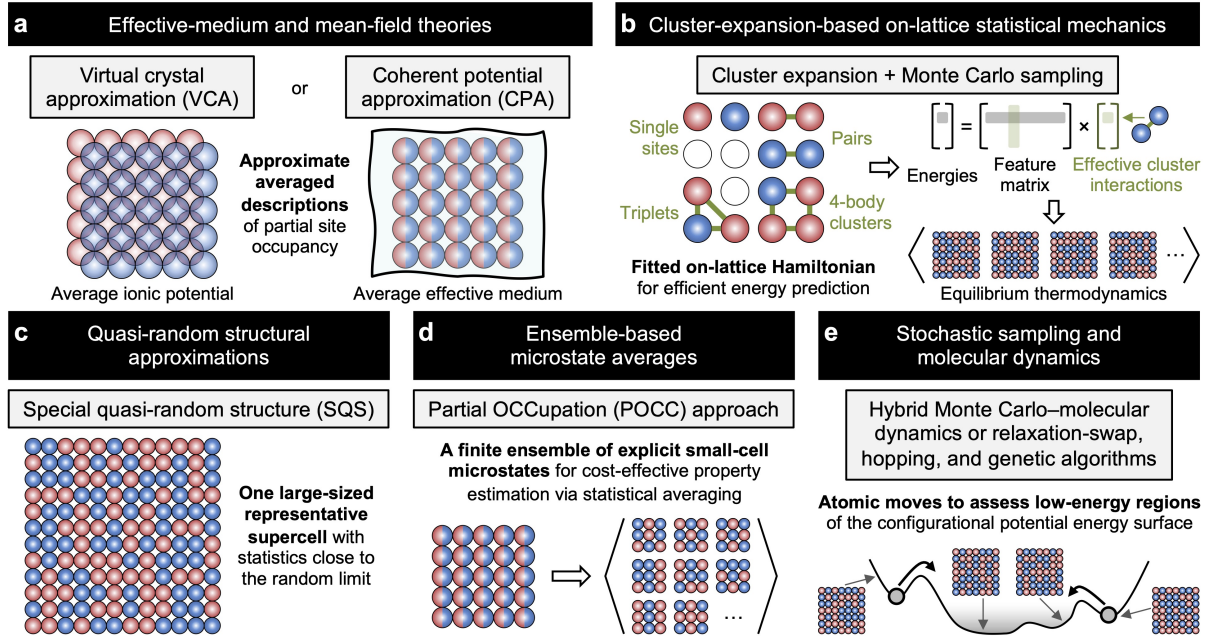 a
Effective-medium and mean-field theories
Virtual crystal
approximation (VCA)
or
Coherent potential
approximation (CPA)
Approximate
averaged
descriptions
of partial site
occupancy
Average ionic potential
Average effective medium
b
Cluster-expansion-based on-lattice statistical mechanics
Cluster expansion + Monte Carlo sampling
Single
sites
Pairs
Triplets
4-body
clusters
Fitted on-lattice Hamiltonian
for efficient energy prediction
=
×
Energies
Feature
matrix
Effective cluster
interactions
...
Equilibrium thermodynamics
c
Quasi-random structural
approximations
Special quasi-random structure (SQS)
One large-sized
representative
supercell with
statistics close to
the random limit
d
Ensemble-based
microstate averages
Partial OCCupation (POCC) approach
A finite ensemble of explicit small-cell
microstates for cost-effective property
estimation via statistical averaging
...
e
Stochastic sampling and
molecular dynamics
Hybrid Monte Carlo–molecular
dynamics or relaxation-swap,
hopping, and genetic algorithms
Atomic moves to assess low-energy regions
of the configurational potential energy surface